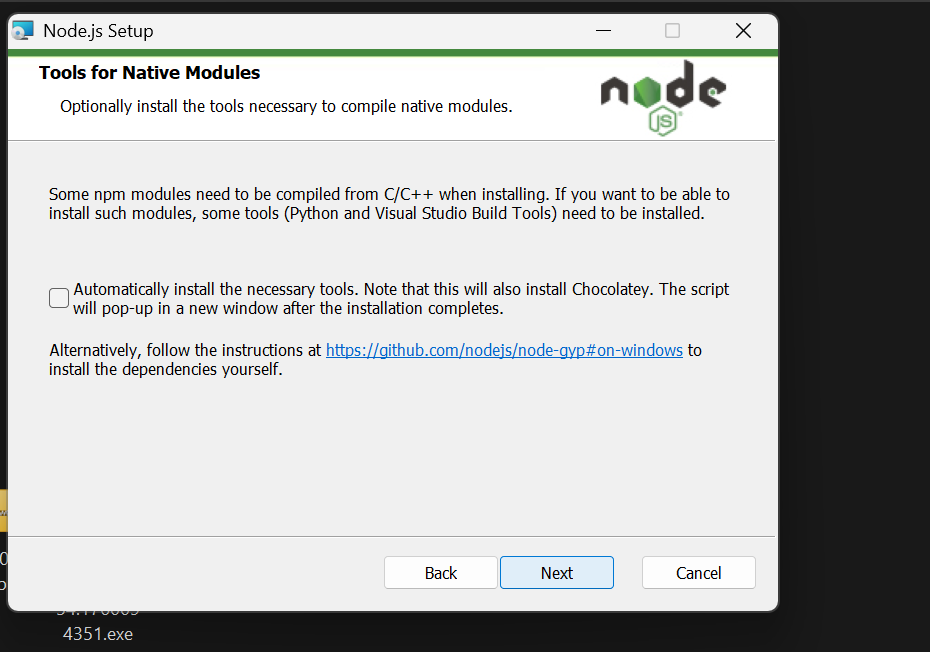 Node.js Setup
Tools for Native Modules
Optionally install the tools necessary to compile native modules.
node
JS
Some npm modules need to be compiled from C/C++ when installing. If you want to be able to
install such modules, some tools (Python and Visual Studio Build Tools) need to be installed.
Automatically install the necessary tools. Note that this will also install Chocolatey. The script
will pop-up in a new window after the installation completes.
Alternatively, follow the instructions at https://github.com/nodejs/node-gyp#on-windows to
install the dependencies yourself.
Back
Next
Cancel
4351.exe